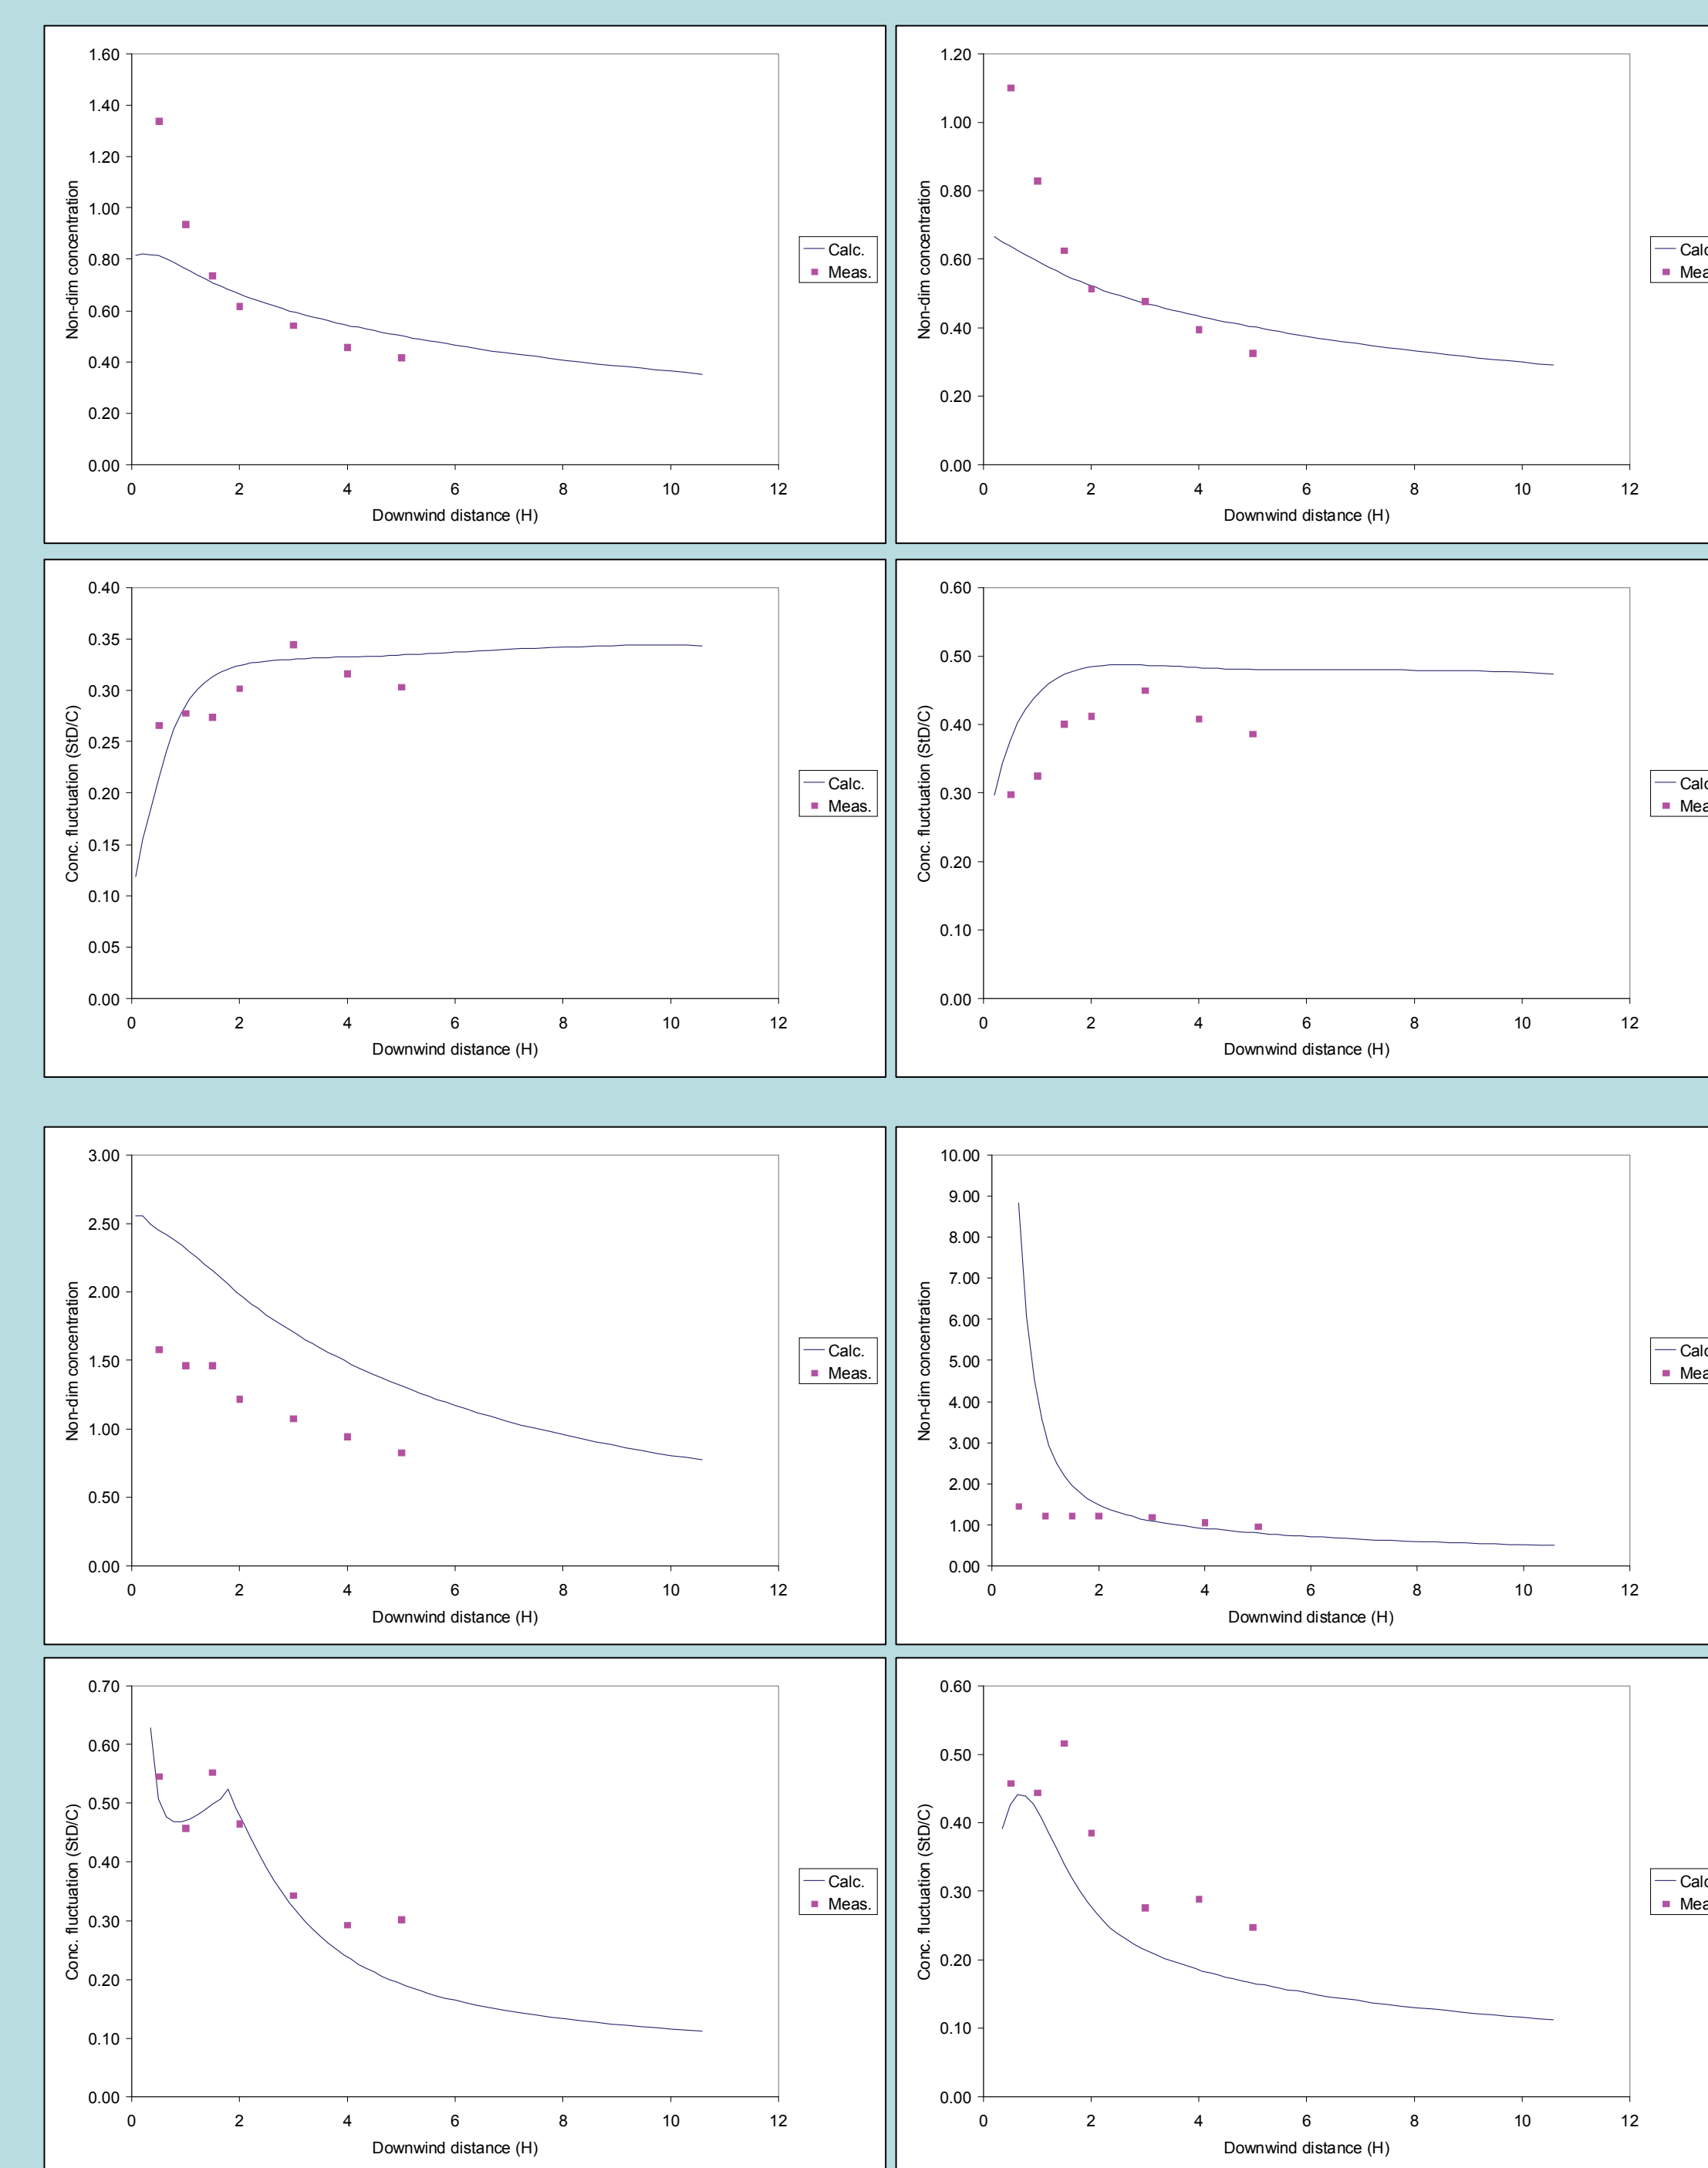 1.60
1.40
1.20
1.00
0.80
0.60
0.40
0.20
0.00
Non-dim concentration
0 2 4 6 8 10 12
Downwind distance (H)
Calc.
Meas.
1.20
1.00
0.80
0.60
0.40
0.20
0.00
Non-dim concentration
0 2 4 6 8 10 12
Downwind distance (H)
Calc
Mea
0.40
0.35
0.30
0.25
0.20
0.15
0.10
0.05
0.00
Conc. fluctuation (StD/C)
0 2 4 6 8 10 12
Downwind distance (H)
Calc.
Meas.
0.60
0.50
0.40
0.30
0.20
0.10
0.00
Conc. fluctuation (StD/C)
0 2 4 6 8 10 12
Downwind distance (H)
Calc
Mea
3.00
2.50
2.00
1.50
1.00
0.50
0.00
Non-dim concentration
0 2 4 6 8 10 12
Downwind distance (H)
Calc.
Meas.
10.00
9.00
8.00
7.00
6.00
5.00
4.00
3.00
2.00
1.00
0.00
Non-dim concentration
0 2 4 6 8 10 12
Downwind distance (H)
Calc
Mea
0.70
0.60
0.50
0.40
0.30
0.20
0.10
0.00
Conc. fluctuation (StD/C)
0 2 4 6 8 10 12
Downwind distance (H)
Calc.
Meas.
0.60
0.50
0.40
0.30
0.20
0.10
0.00
Conc. fluctuation (StD/C)
0 2 4 6 8 10 12
Downwind distance (H)
Calc
Mea